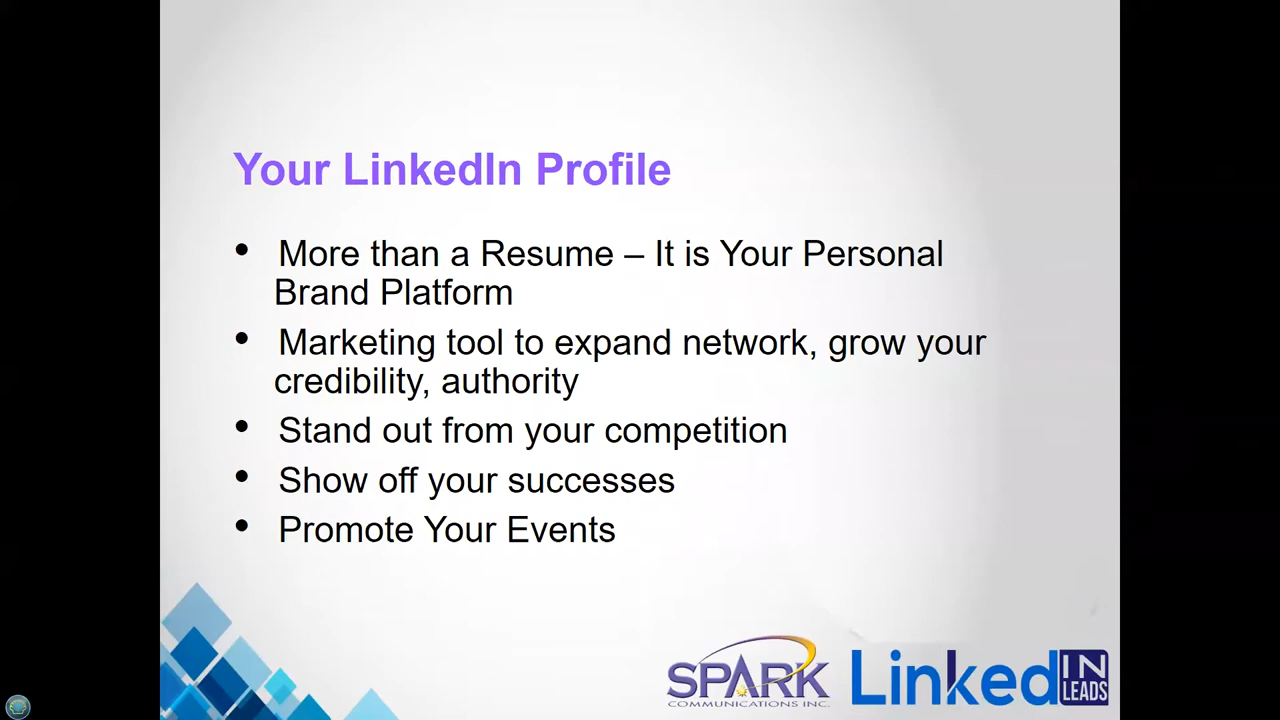 Your LinkedIn Profile
• More than a Resume – It is Your Personal
Brand Platform
• Marketing tool to expand network, grow your
credibility, authority
• Stand out from your competition
• Show off your successes
• Promote Your Events
SPARK
COMMUNICATIONS INC.
Linked IN
LEADS